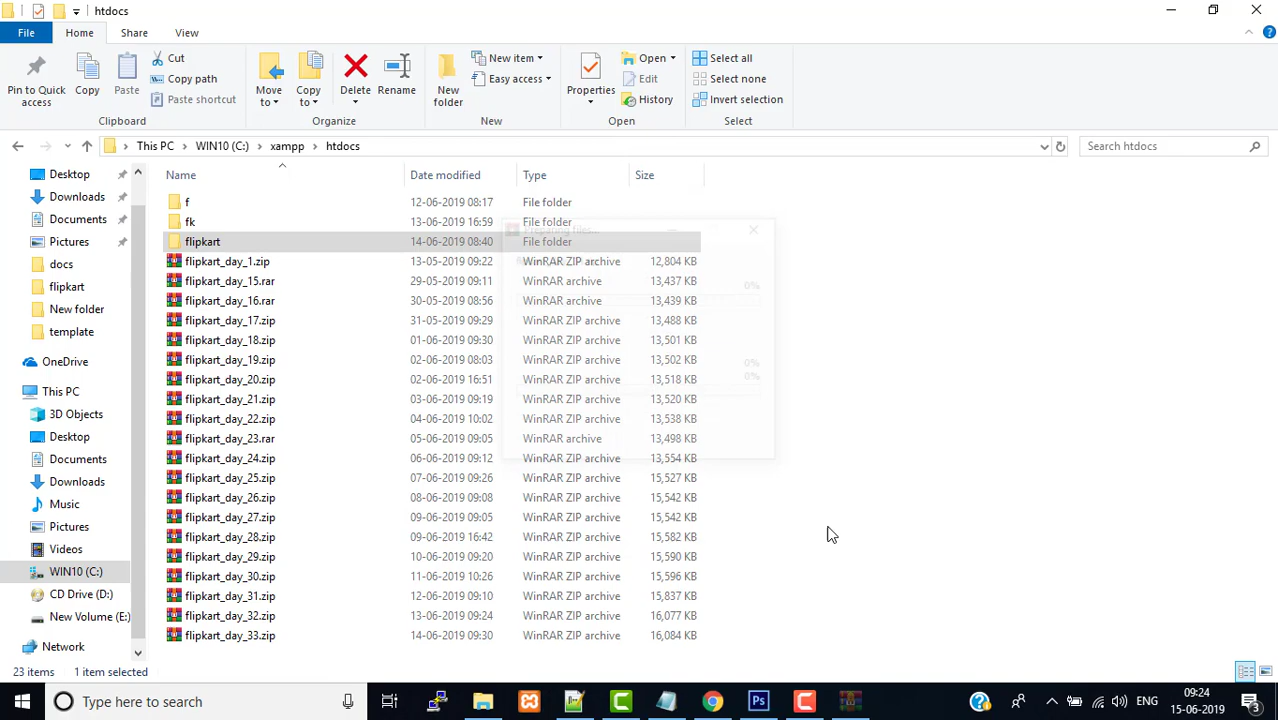 htdocs
File Home Share View
Pin to Quick access
Copy
Paste
Cut
Copy path
Paste shortcut
Clipboard
Move to
Copy to
Delete
Rename
Organize
New folder
New item
Easy access
New
Properties
Open
Edit
History
Open
Select all
Select none
Invert selection
Select
This PC WIN10 (C:) xampp htdocs
Search htdocs
Desktop
Downloads
Documents
Pictures
docs
flipkart
New folder
template
OneDrive
This PC
3D Objects
Desktop
Documents
Downloads
Music
Pictures
Videos
WIN10 (C:)
CD Drive (D:)
New Volume (E:)
Network
Name Date modified Type Size
f 12-06-2019 08:17 File folder
fk 13-06-2019 16:59 File folder
Preparing files...
flipkart 14-06-2019 08:40 File folder
flipkart_day_1.zip 13-05-2019 09:22 WinRAR ZIP archive 12,804 KB
flipkart_day_15.rar 29-05-2019 09:11 WinRAR archive 13,437 KB
0%
flipkart_day_16.rar 30-05-2019 08:56 WinRAR archive 13,439 KB
flipkart_day_17.zip 31-05-2019 09:29 WinRAR ZIP archive 13,488 KB
flipkart_day_18.zip 01-06-2019 09:30 WinRAR ZIP archive 13,501 KB
flipkart_day_19.zip 02-06-2019 08:03 WinRAR ZIP archive 13,502 KB
0%
flipkart_day_20.zip 02-06-2019 16:51 WinRAR ZIP archive 13,518 KB
0%
flipkart_day_21.zip 03-06-2019 09:19 WinRAR ZIP archive 13,520 KB
flipkart_day_22.zip 04-06-2019 10:02 WinRAR ZIP archive 13,538 KB
flipkart_day_23.rar 05-06-2019 09:05 WinRAR archive 13,498 KB
flipkart_day_24.zip 06-06-2019 09:12 WinRAR ZIP archive 13,554 KB
flipkart_day_25.zip 07-06-2019 09:26 WinRAR ZIP archive 15,527 KB
flipkart_day_26.zip 08-06-2019 09:08 WinRAR ZIP archive 15,542 KB
flipkart_day_27.zip 09-06-2019 09:05 WinRAR ZIP archive 15,542 KB
flipkart_day_28.zip 09-06-2019 16:42 WinRAR ZIP archive 15,582 KB
flipkart_day_29.zip 10-06-2019 09:20 WinRAR ZIP archive 15,590 KB
flipkart_day_30.zip 11-06-2019 10:26 WinRAR ZIP archive 15,596 KB
flipkart_day_31.zip 12-06-2019 09:10 WinRAR ZIP archive 15,837 KB
flipkart_day_32.zip 13-06-2019 09:24 WinRAR ZIP archive 16,077 KB
flipkart_day_33.zip 14-06-2019 09:30 WinRAR ZIP archive 16,084 KB
23 items 1 item selected
Type here to search
ENG
09:24
15-06-2019
3